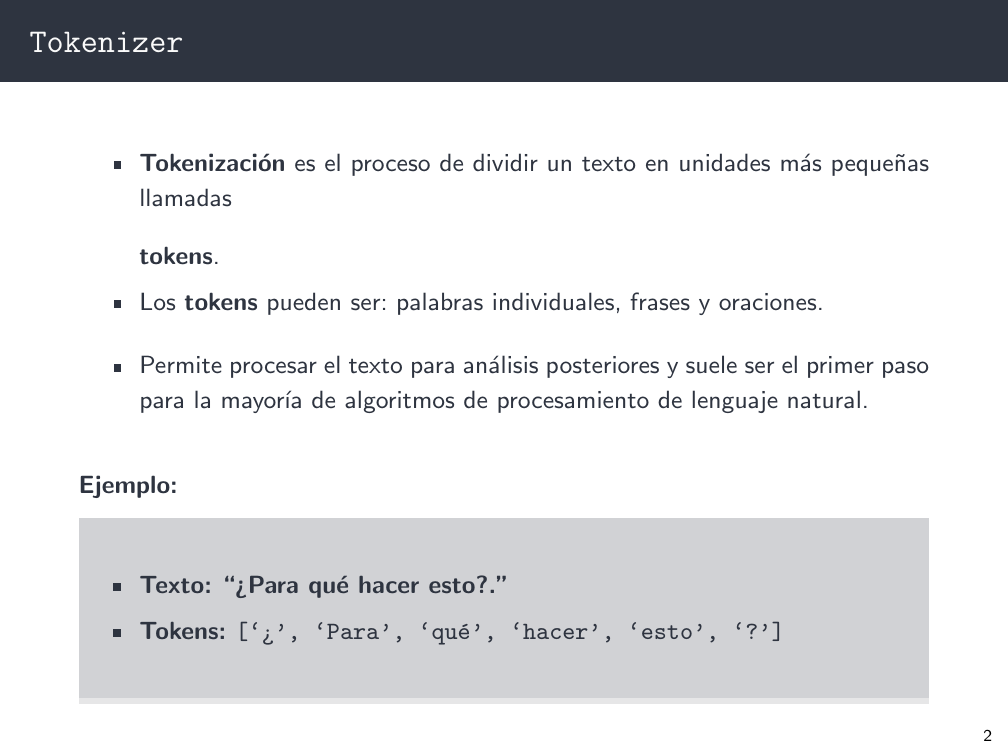 Tokenizer
▪ Tokenización es el proceso de dividir un texto en unidades más pequeñas
llamadas
tokens.
▪ Los tokens pueden ser: palabras individuales, frases y oraciones.
▪ Permite procesar el texto para análisis posteriores y suele ser el primer paso
para la mayoría de algoritmos de procesamiento de lenguaje natural.
Ejemplo:
▪ Texto: “¿Para qué hacer esto?.”
▪ Tokens: [‘¿’, ‘Para’, ‘qué’, ‘hacer’, ‘esto’, ‘?’]
2